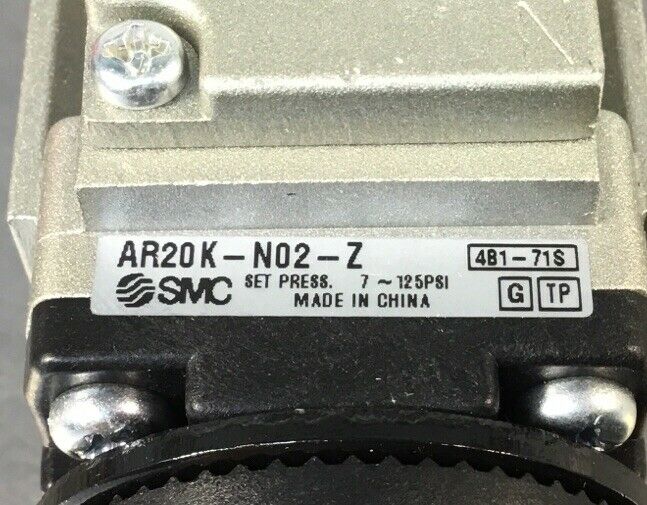 AR20K-N02-Z 4B1-71S
SMC SET PRESS. 7~125PSI
MADE IN CHINA G TP